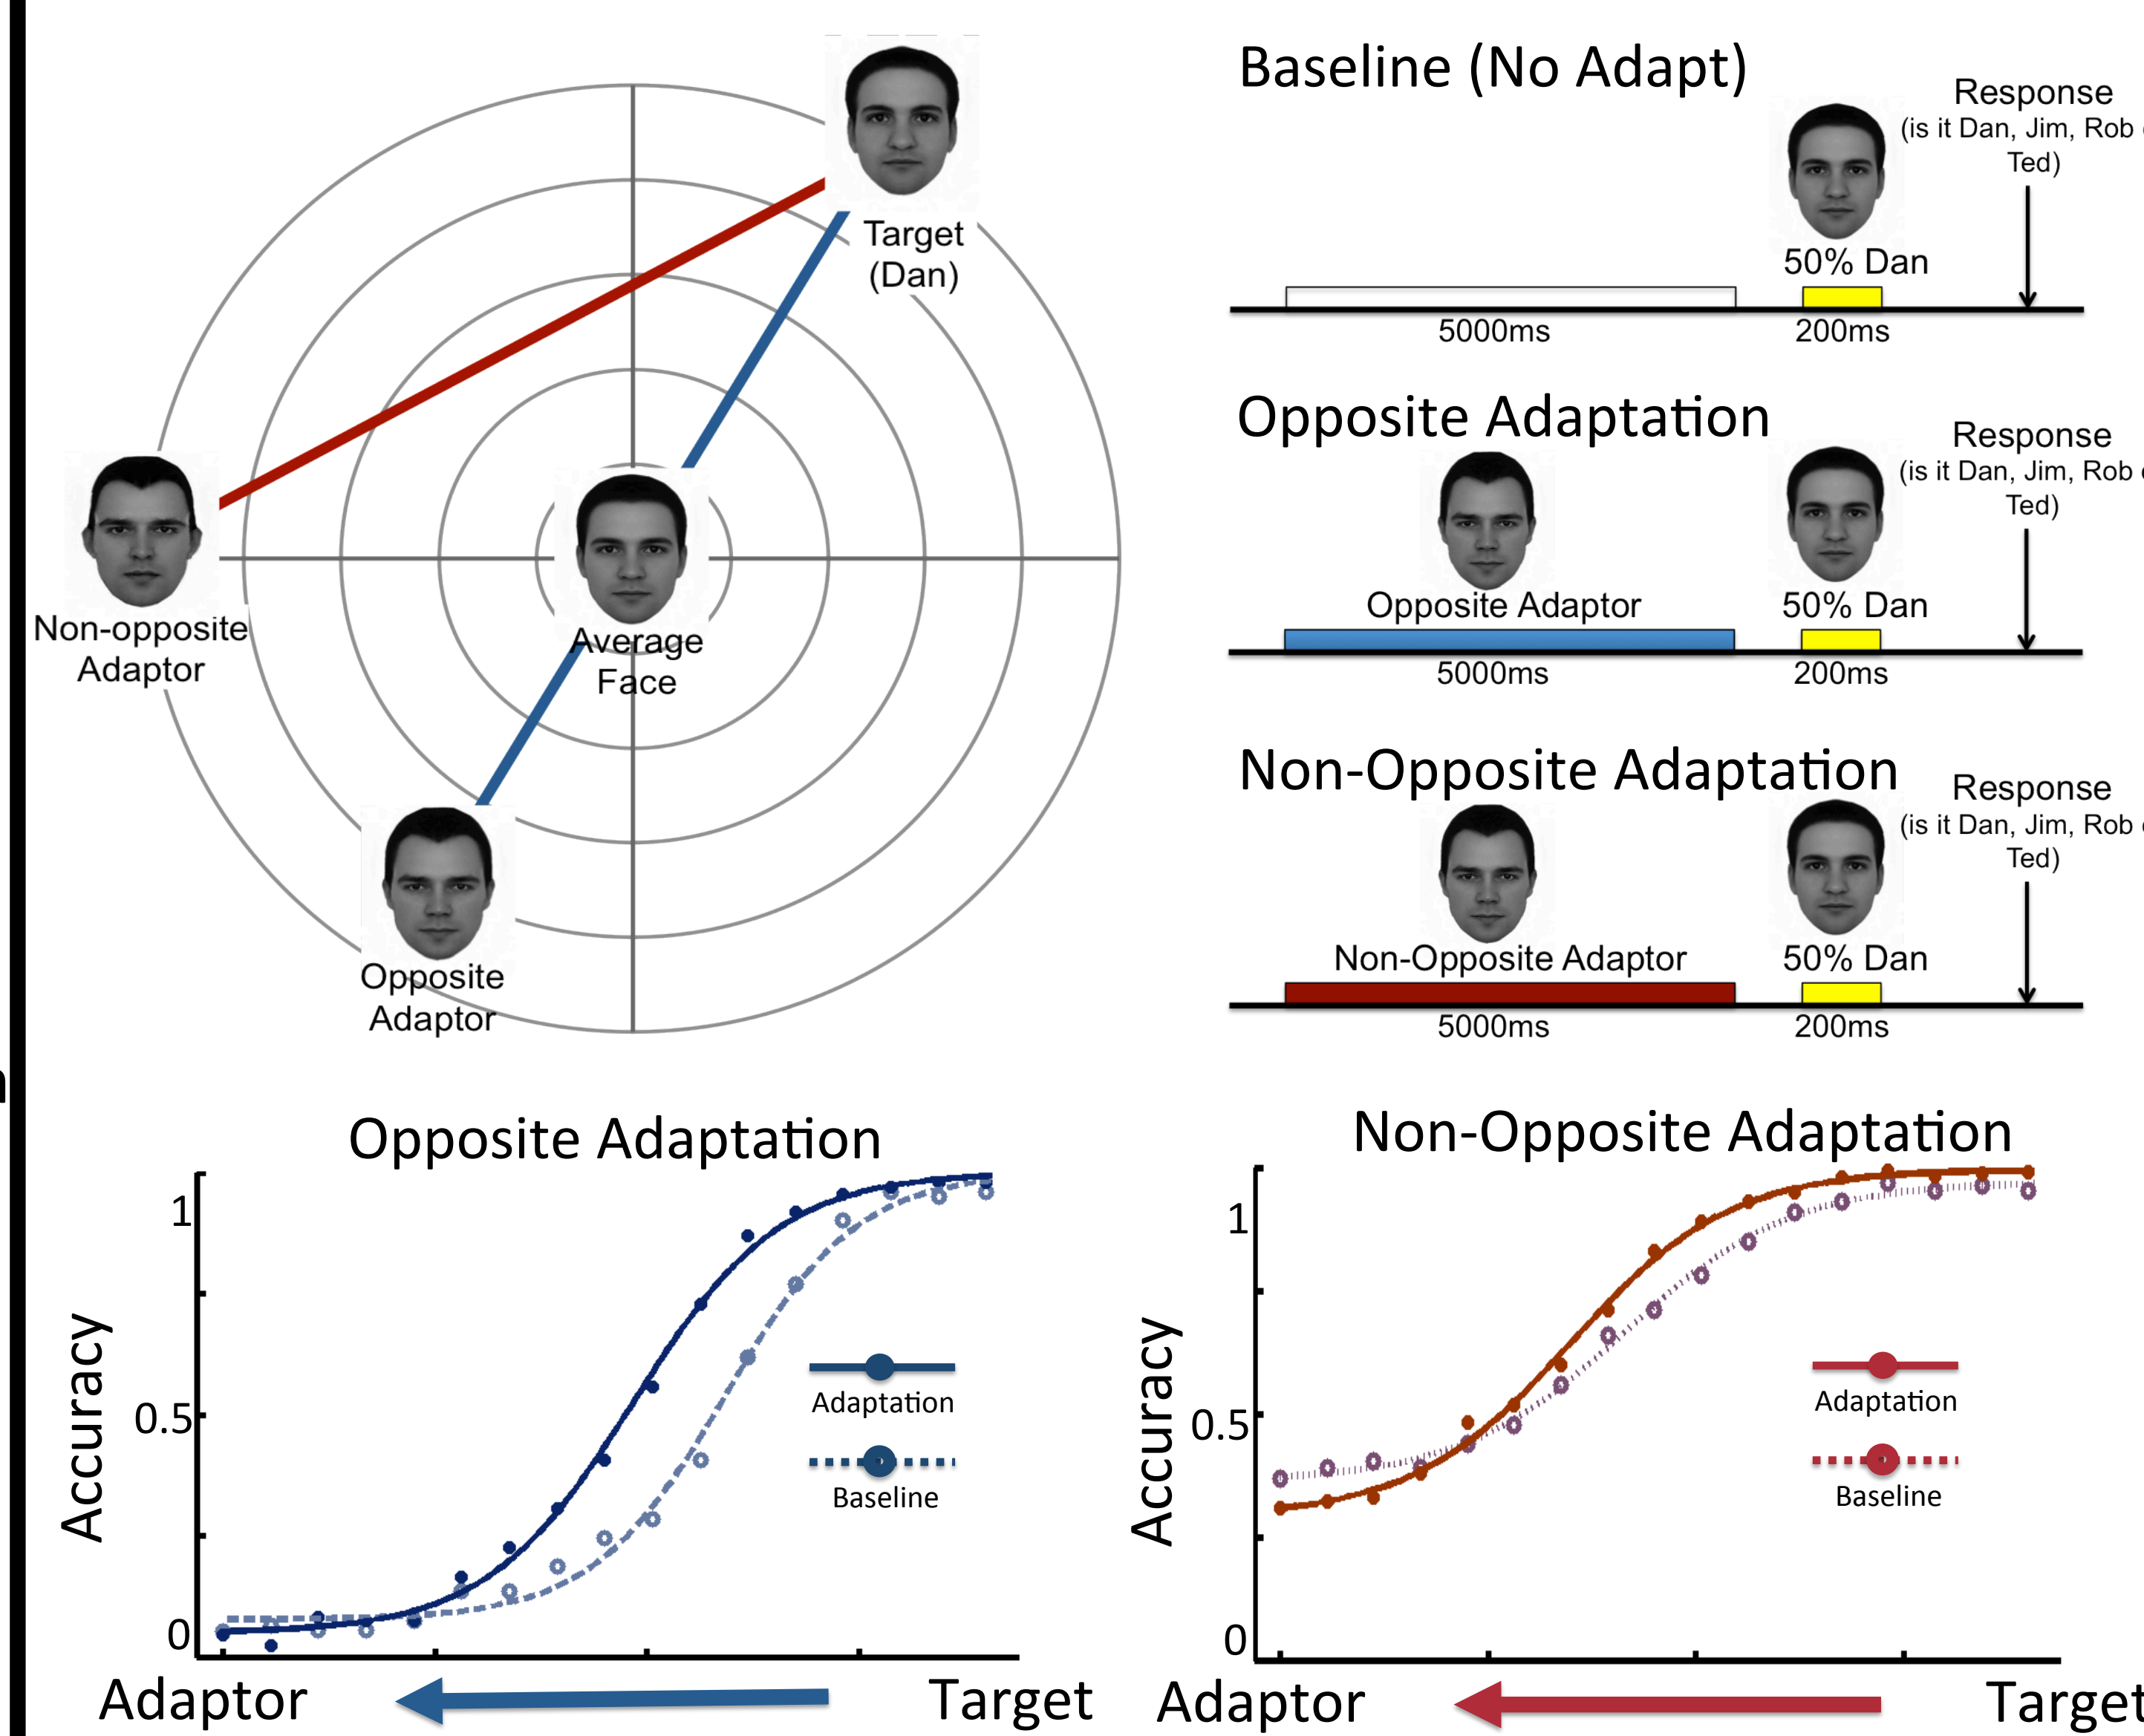 Target
(Dan)
Non-opposite
Adaptor
Average
Face
Opposite
Adaptor
Baseline (No Adapt)
Response
(is it Dan, Jim, Rob
Ted)
50% Dan
5000ms
200ms
Opposite Adaptation
Response
(is it Dan, Jim, Rob
Ted)
Opposite Adaptor
50% Dan
5000ms
200ms
Non-Opposite Adaptation
Response
(is it Dan, Jim, Rob
Ted)
Non-Opposite Adaptor
50% Dan
5000ms
200ms
Opposite Adaptation
Accuracy
1
0.5
0
Adaptation
Baseline
Adaptor
Target
Non-Opposite Adaptation
Accuracy
1
0.5
0
Adaptation
Baseline
Adaptor
Target